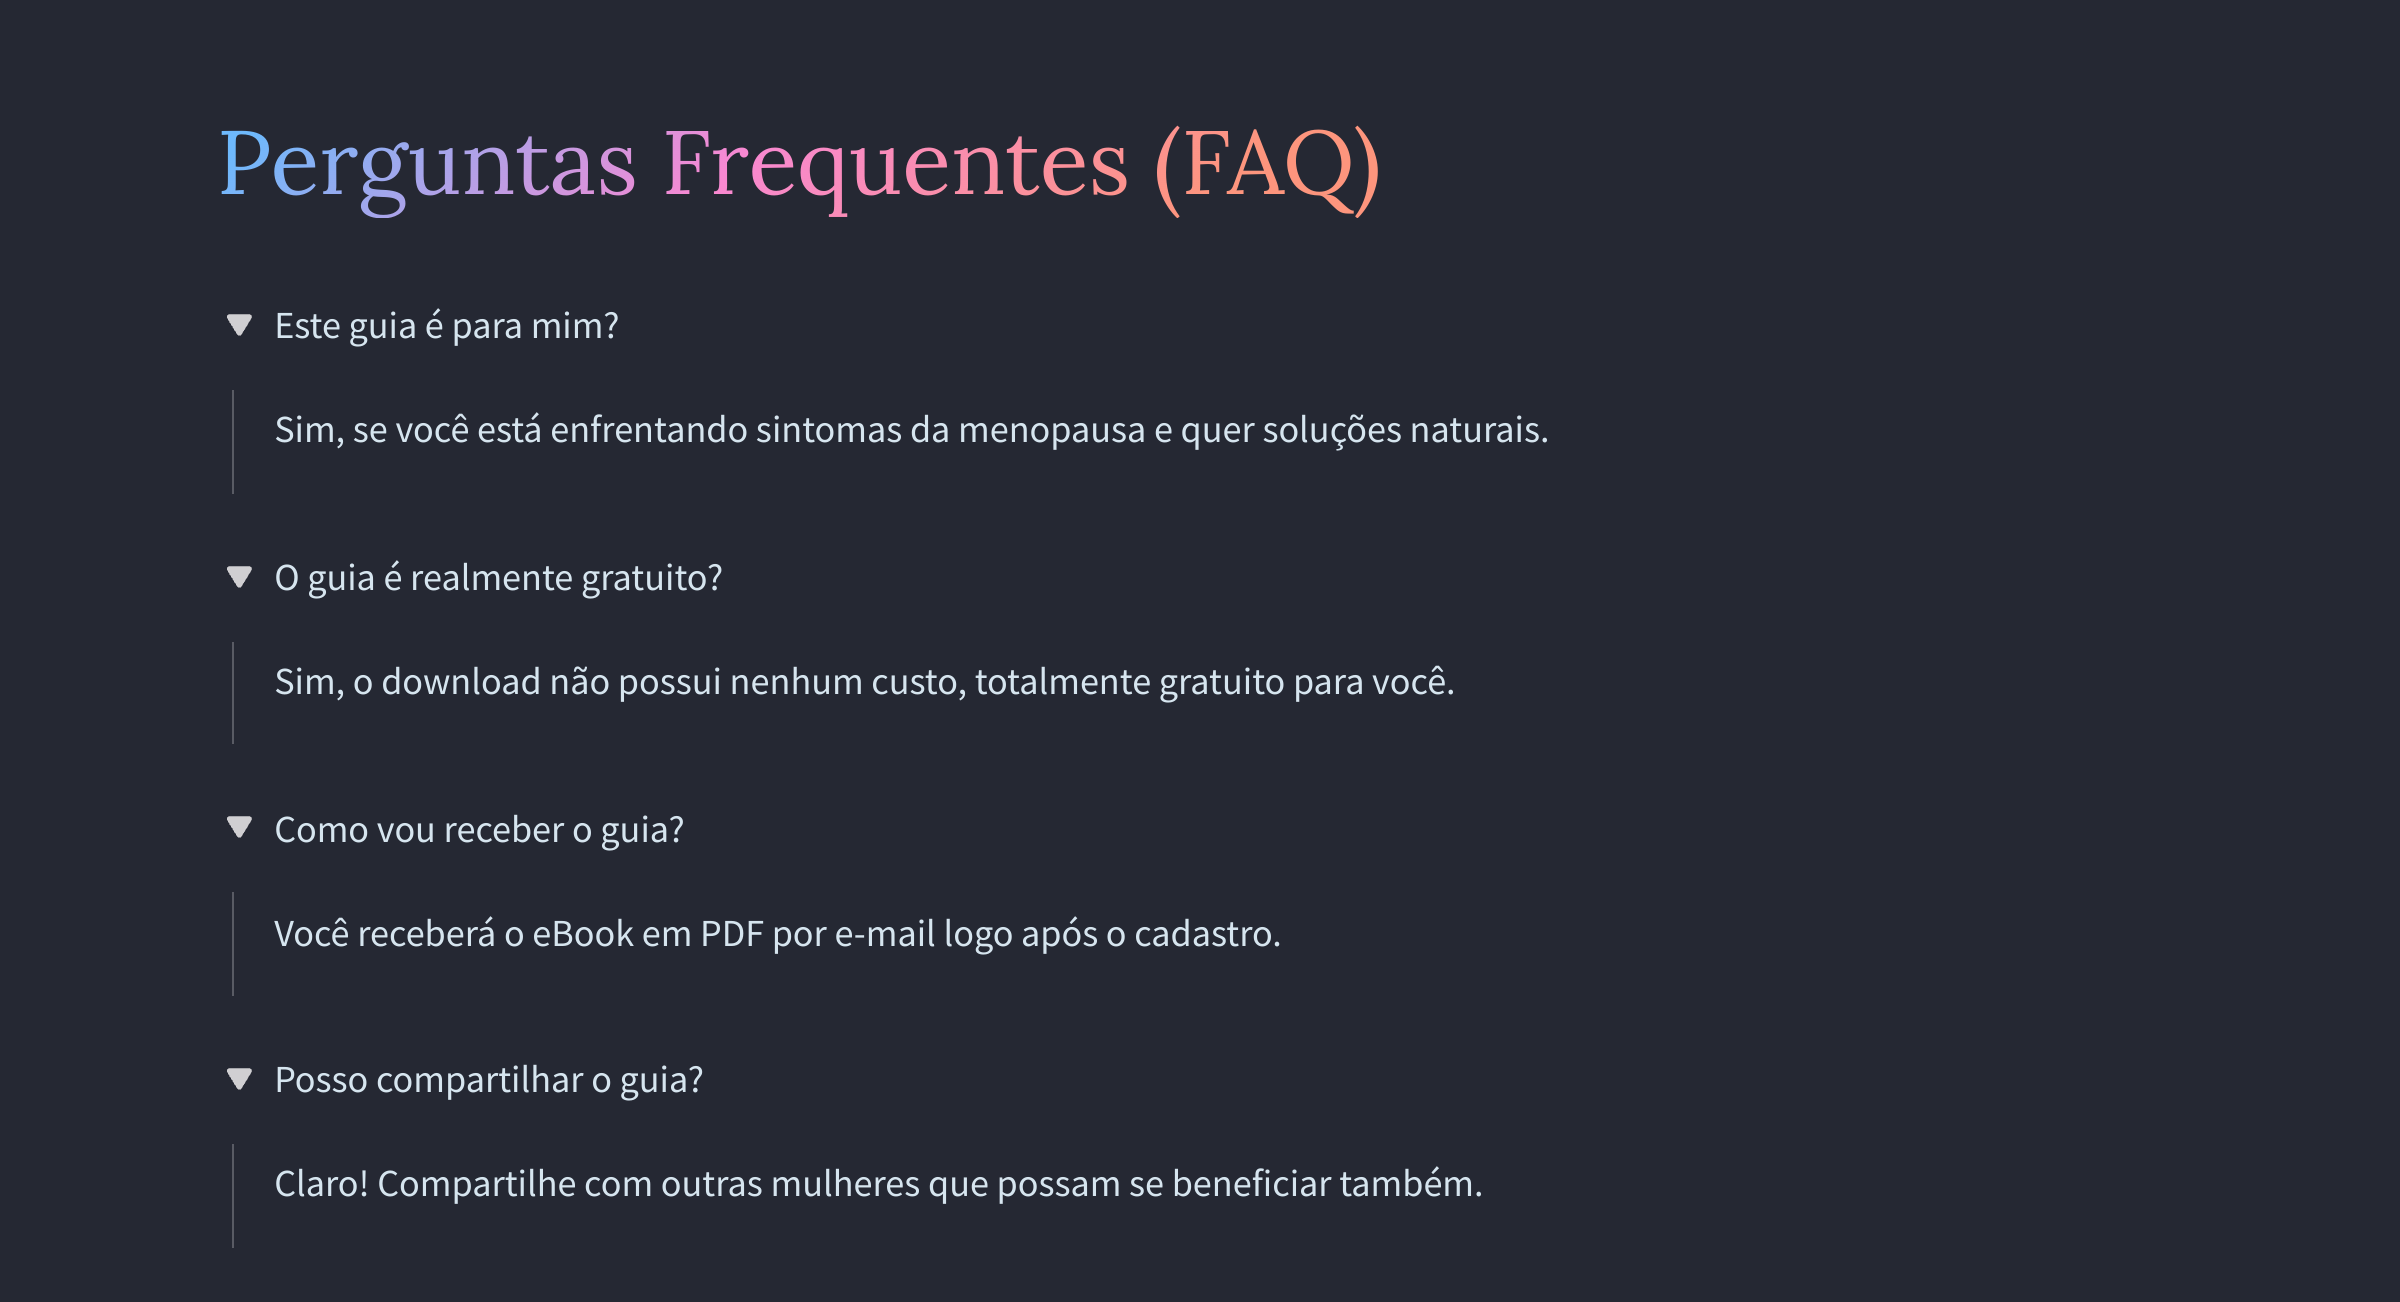 Perguntas Frequentes (FAQ)
Este guia é para mim?
Sim, se você está enfrentando sintomas da menopausa e quer soluções naturais.
O guia é realmente gratuito?
Sim, o download não possui nenhum custo, totalmente gratuito para você.
Como vou receber o guia?
Você receberá o eBook em PDF por e-mail logo após o cadastro.
Posso compartilhar o guia?
Claro! Compartilhe com outras mulheres que possam se beneficiar também.